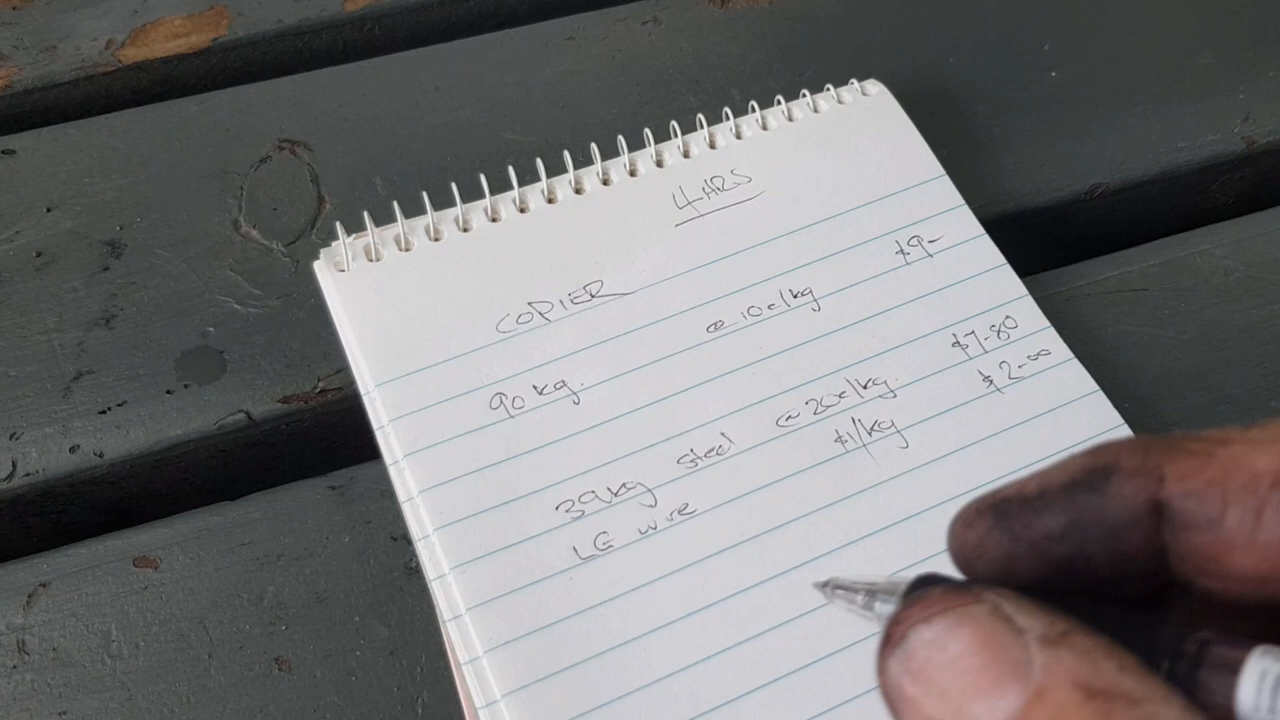 4HRS
COPIER
90 kg. @ 10c/kg $9-
39kg steel @ 20c/kg. $7-80
LG wire $1/kg $2-00